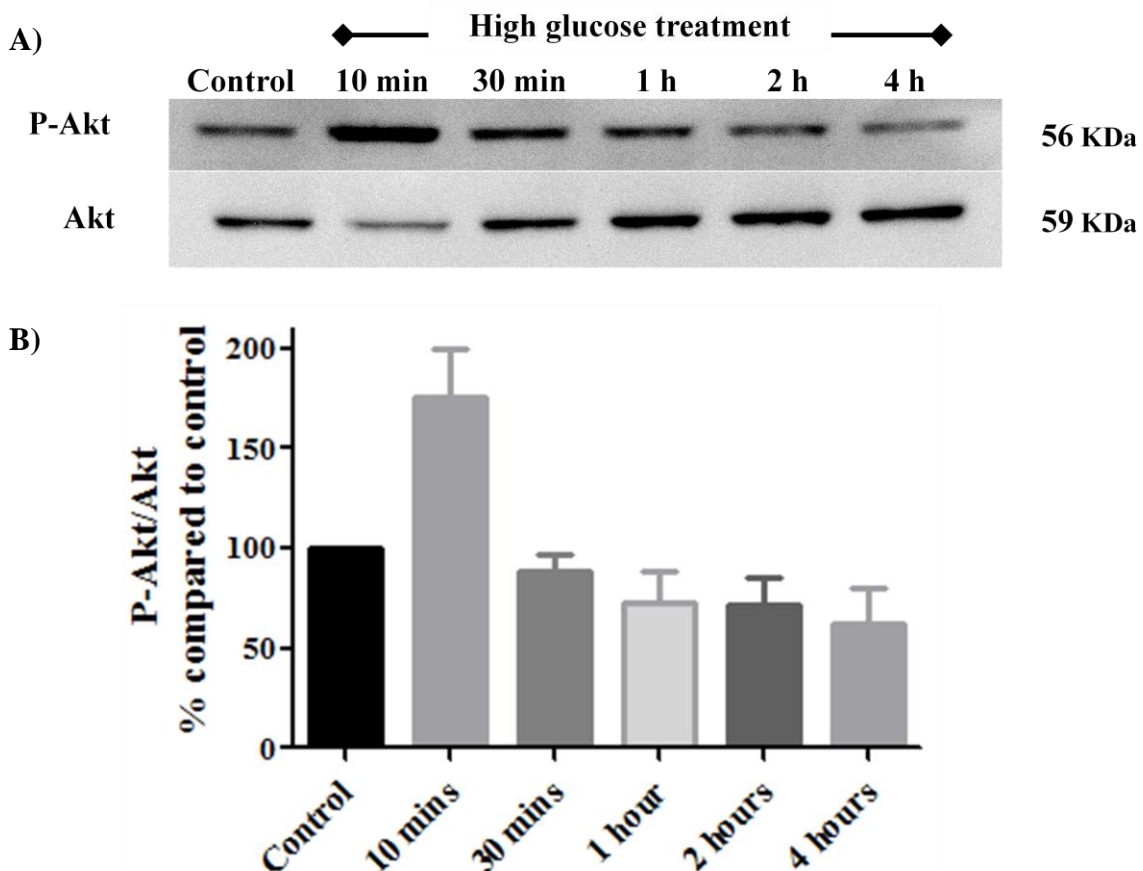 A)
High glucose treatment
Control 10 min 30 min 1 h 2 h 4 h
P-Akt 56 KDa
Akt 59 KDa
B)
P-Akt/Akt
% compared to control
200
150
100
50
0
Control 10 mins 30 mins 1 hour 2 hours 4 hours